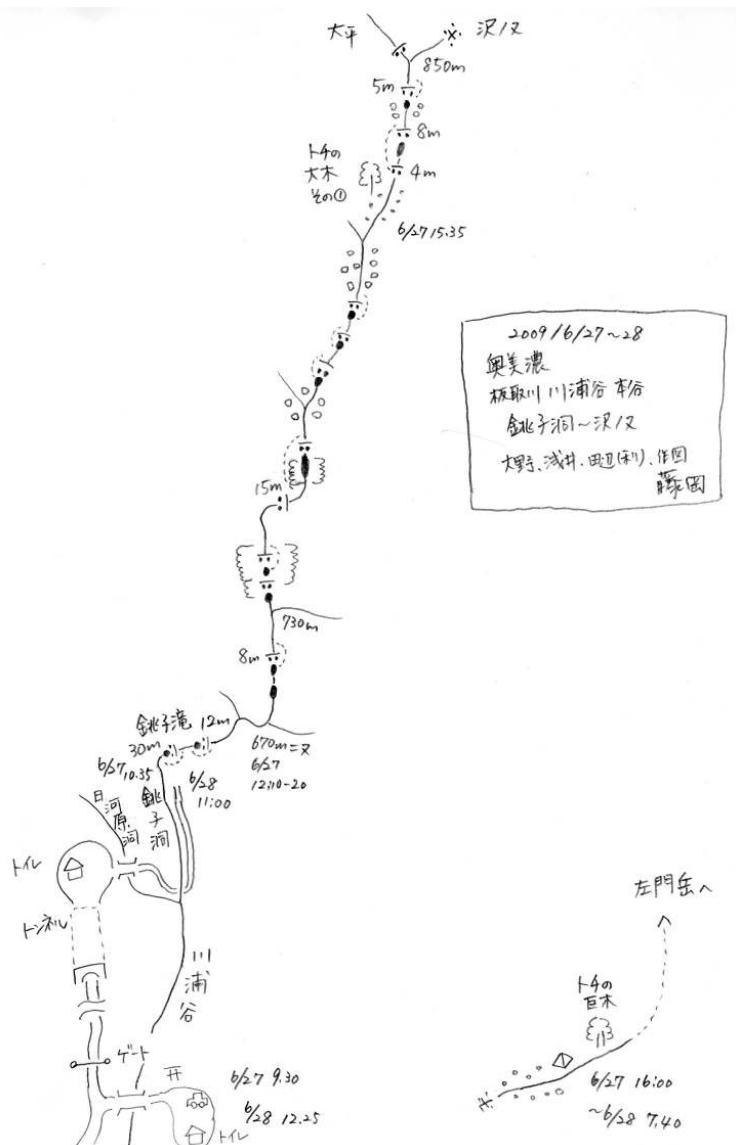 大平
沢ノ又
850m
5m
8m
トチの
大木
その①
4m
6/27 15.35
2009/6/27~28
奥美濃
板取川 川浦谷 本谷
銚子洞~沢ノ又
大野、浅井、田辺(利)、作図
藤岡
15m
730m
8m
銚子滝 12m
30m
6/27 10.35
670m=又
6/27
12:10-20
6/28
11:00
銚子洞
日河原洞
トイレ
トンネル
川浦谷
ゲート
6/27 9.30
6/28 12.25
トイレ
左門岳へ
トチの
巨木
6/27 16:00
~6/28 7.40